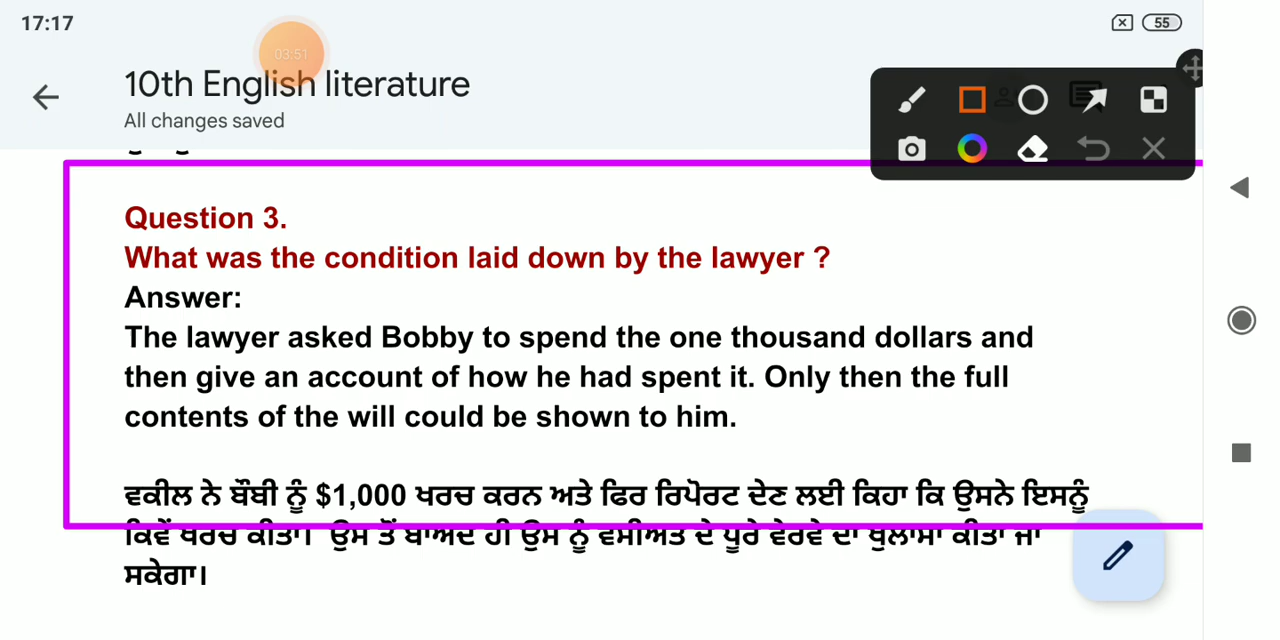 17:17
55
03:51
10th English literature
All changes saved
Question 3.
What was the condition laid down by the lawyer ?
Answer:
The lawyer asked Bobby to spend the one thousand dollars and
then give an account of how he had spent it. Only then the full
contents of the will could be shown to him.
ਵਕੀਲ ਨੇ ਬੌਬੀ ਨੂੰ $1,000 ਖਰਚ ਕਰਨ ਅਤੇ ਫਿਰ ਰਿਪੋਰਟ ਦੇਣ ਲਈ ਕਿਹਾ ਕਿ ਉਸਨੇ ਇਸਨੂੰ
ਕਿਵੇਂ ਖਰਚ ਕੀਤਾ। ਉਸ ਤੋਂ ਬਾਅਦ ਹੀ ਉਸ ਨੂੰ ਵਸੀਅਤ ਦੇ ਪੂਰੇ ਵੇਰਵੇ ਦਾ ਖੁਲਾਸਾ ਕੀਤਾ ਜਾ
ਸਕੇਗਾ।